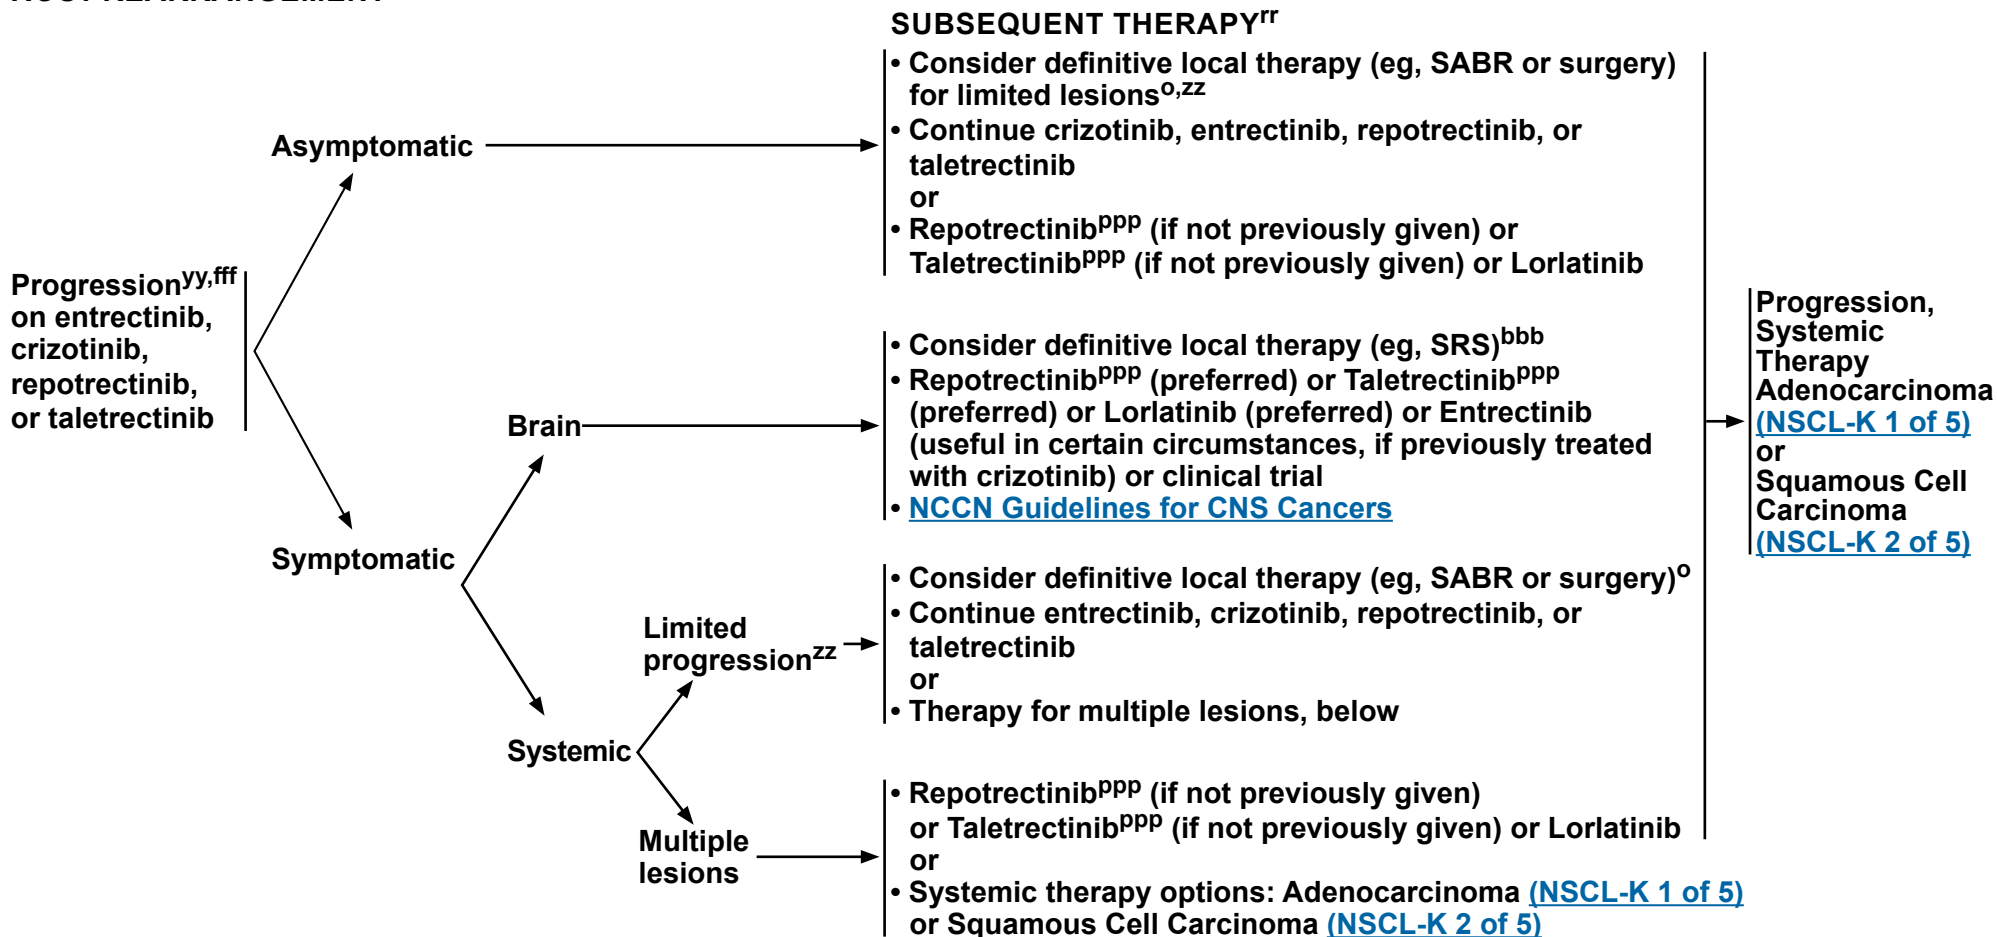 SUBSEQUENT THERAPYrr
• Consider definitive local therapy (eg, SABR or surgery)
for limited lesionso,zz
• Continue crizotinib, entrectinib, repotrectinib, or
taletrectinib
or
• Repotrectinibppp (if not previously given) or
Taletrectinibppp (if not previously given) or Lorlatinib
Asymptomatic
Progressionyy,fff
on entrectinib,
crizotinib,
repotrectinib,
or taletrectinib
Symptomatic
Brain
• Consider definitive local therapy (eg, SRS)bbb
• Repotrectinibppp (preferred) or Taletrectinibppp
(preferred) or Lorlatinib (preferred) or Entrectinib
(useful in certain circumstances, if previously treated
with crizotinib) or clinical trial
• NCCN Guidelines for CNS Cancers
Systemic
Limited
progressionzz
• Consider definitive local therapy (eg, SABR or surgery)o
• Continue entrectinib, crizotinib, repotrectinib, or
taletrectinib
or
• Therapy for multiple lesions, below
Multiple
lesions
• Repotrectinibppp (if not previously given)
or Taletrectinibppp (if not previously given) or Lorlatinib
or
• Systemic therapy options: Adenocarcinoma (NSCL-K 1 of 5)
or Squamous Cell Carcinoma (NSCL-K 2 of 5)
Progression,
Systemic
Therapy
Adenocarcinoma
(NSCL-K 1 of 5)
or
Squamous Cell
Carcinoma
(NSCL-K 2 of 5)